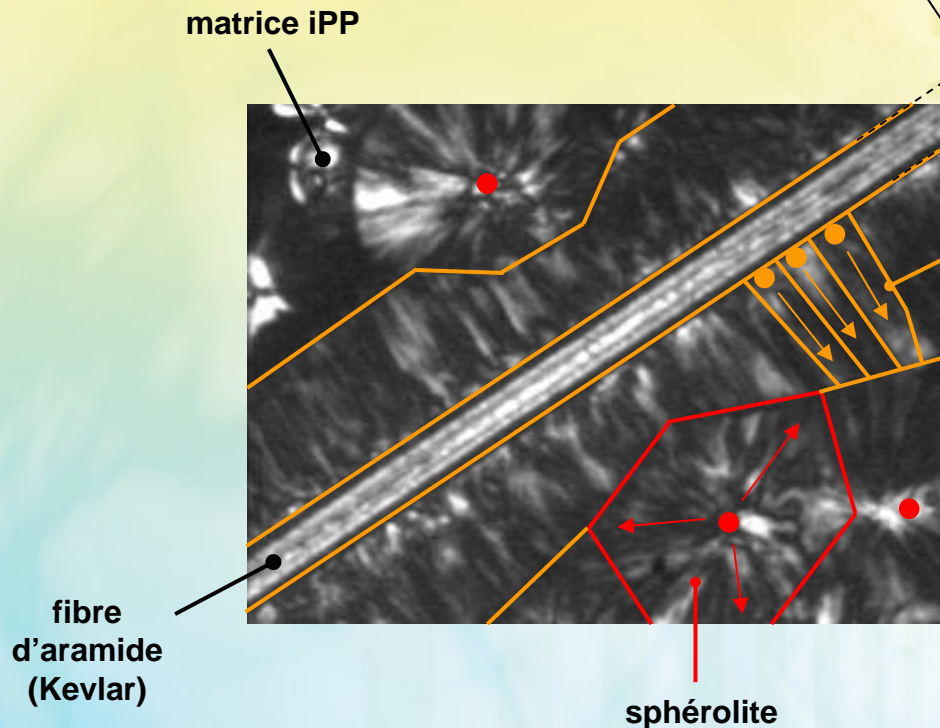 matrice iPP
fibre
d'aramide
(Kevlar)
sphérolite